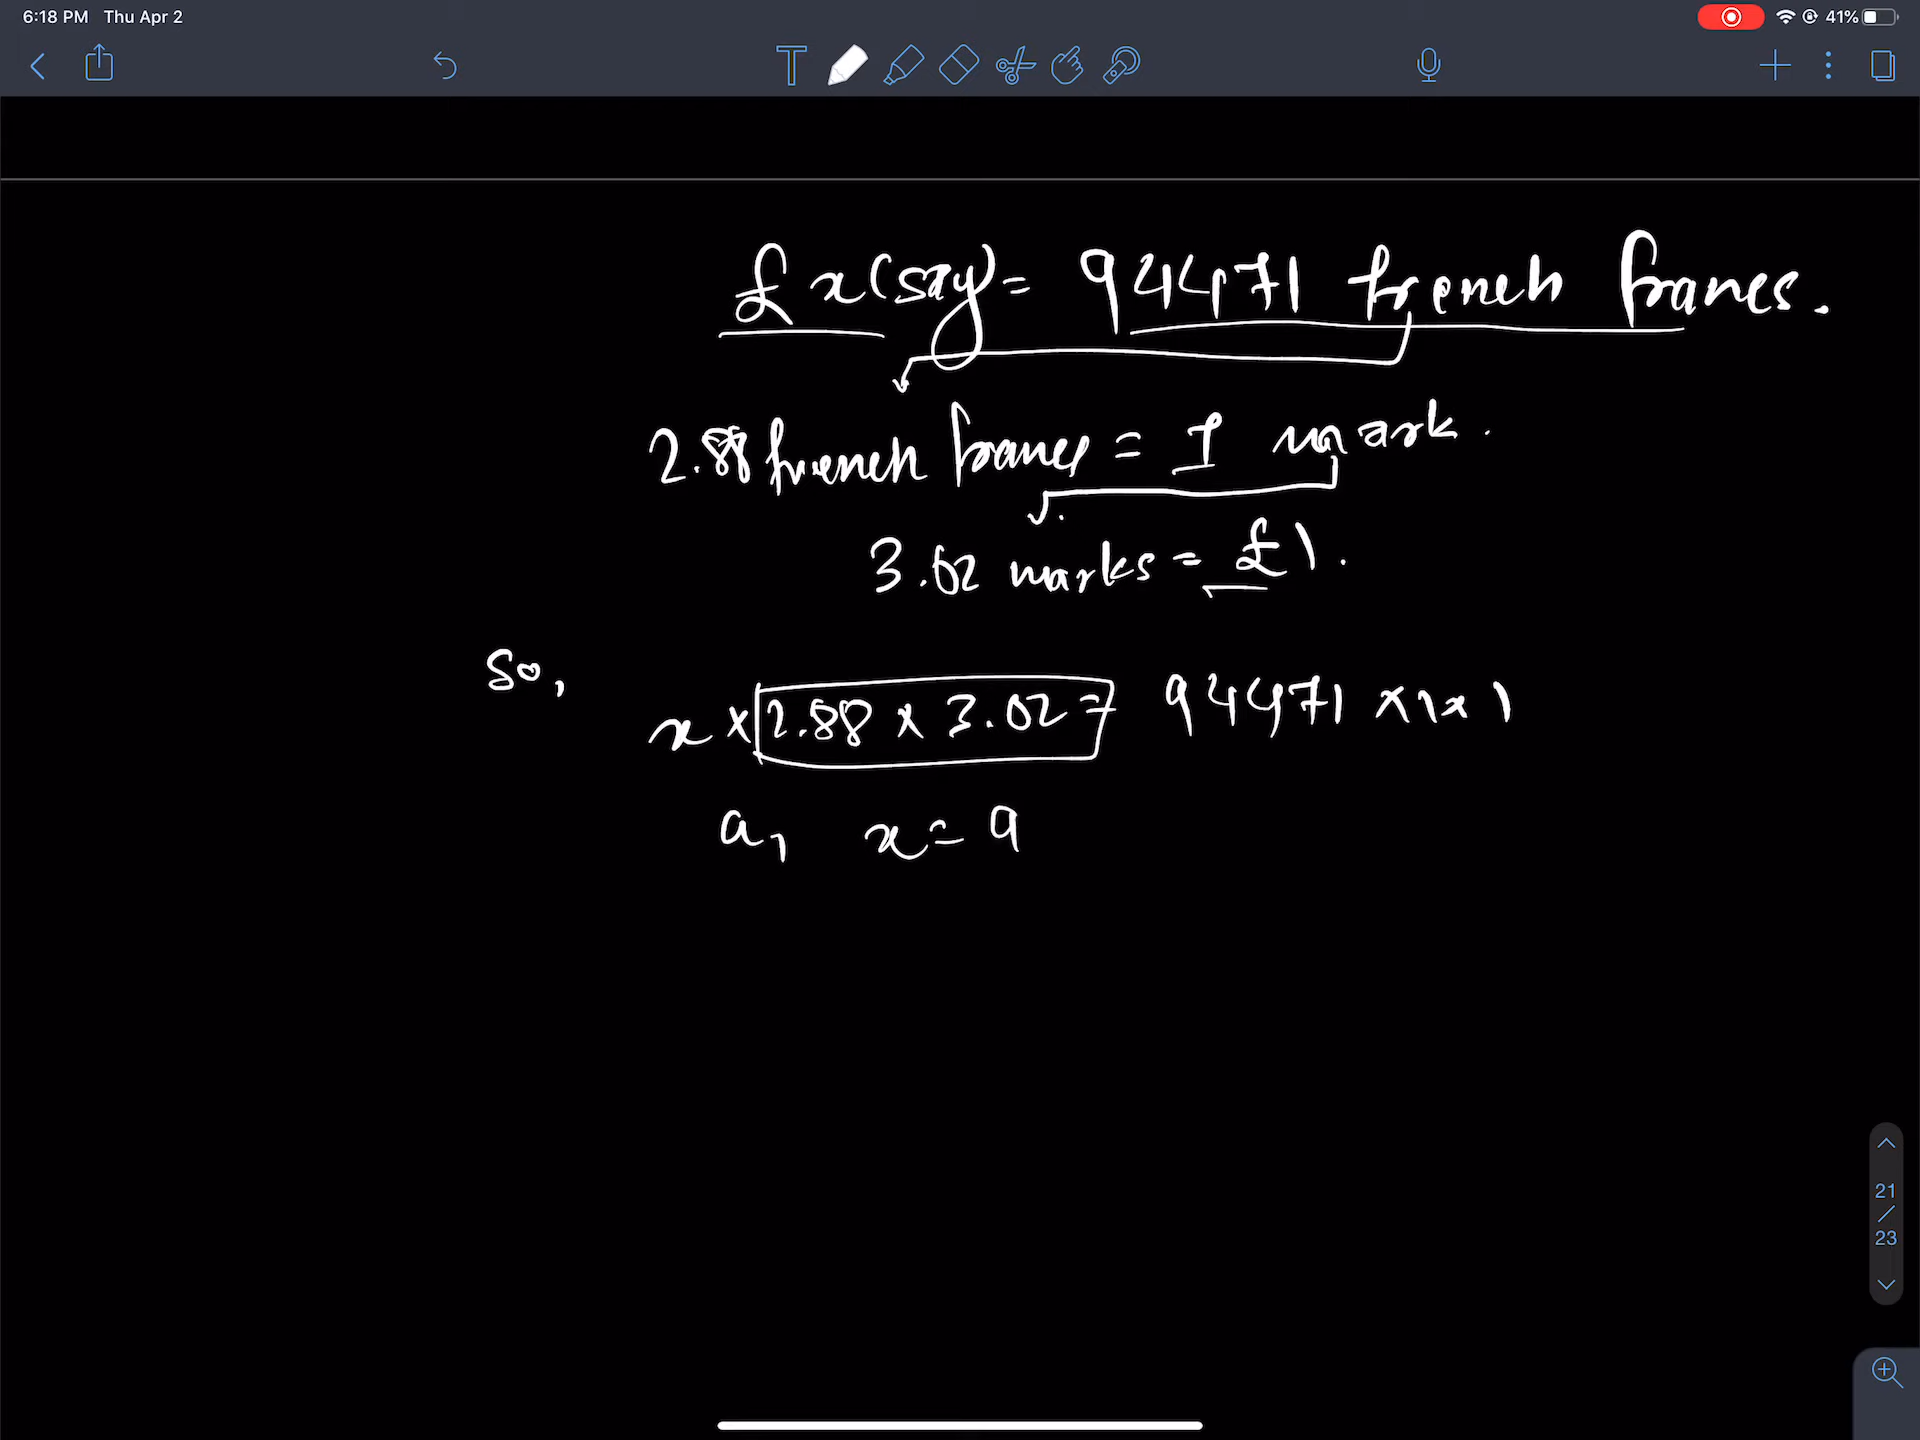 6:18 PM Thu Apr 2
41%
£ x (say) = 94471 french francs.
2.88 french francs = 1 mark.
3.02 marks = £1.
So,
x × 2.88 × 3.02 = 94471 × 1 × 1
a, x = 9
21
/
23